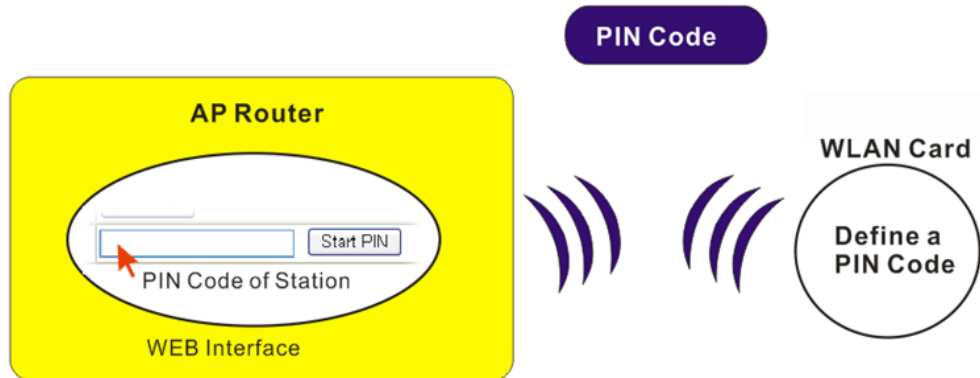 PIN Code
AP Router
Start PIN
PIN Code of Station
WEB Interface
WLAN Card
Define a
PIN Code